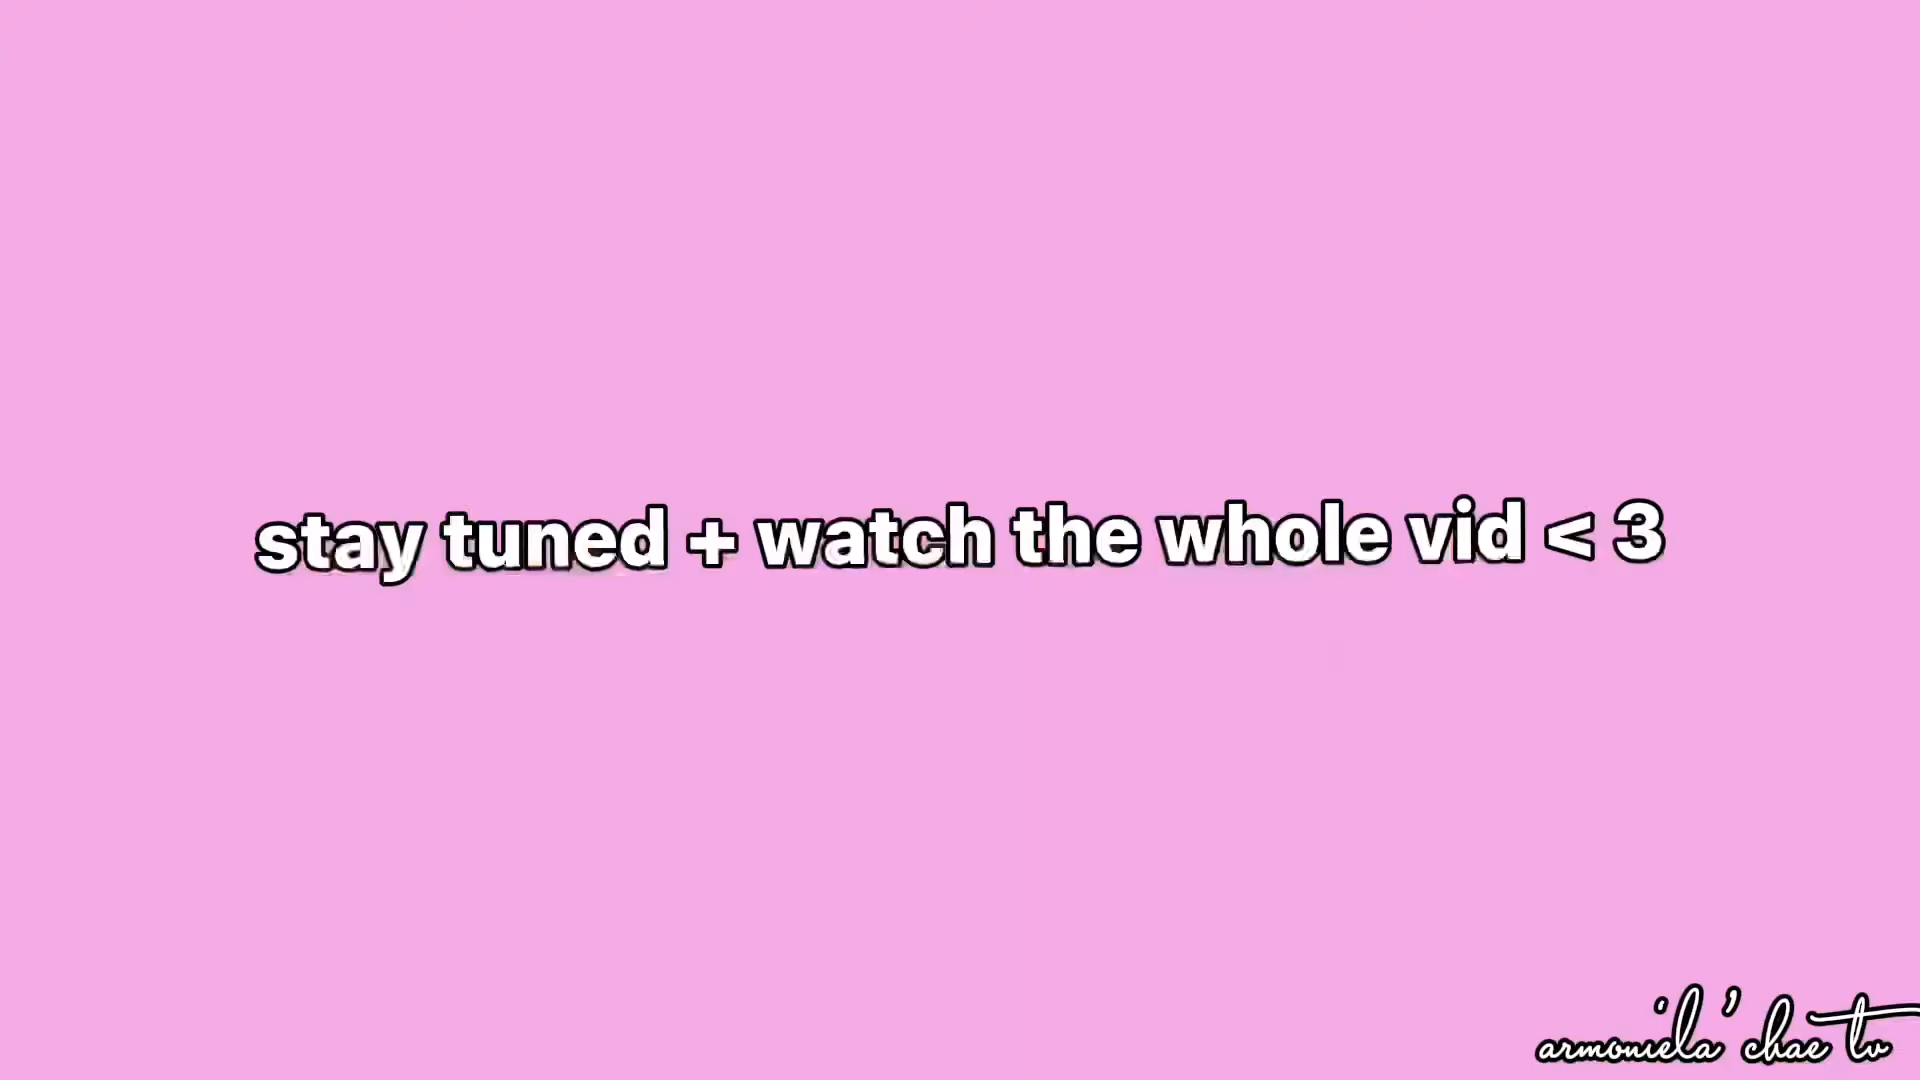 stay tuned + watch the whole vid < 3
armoniela' chae tv